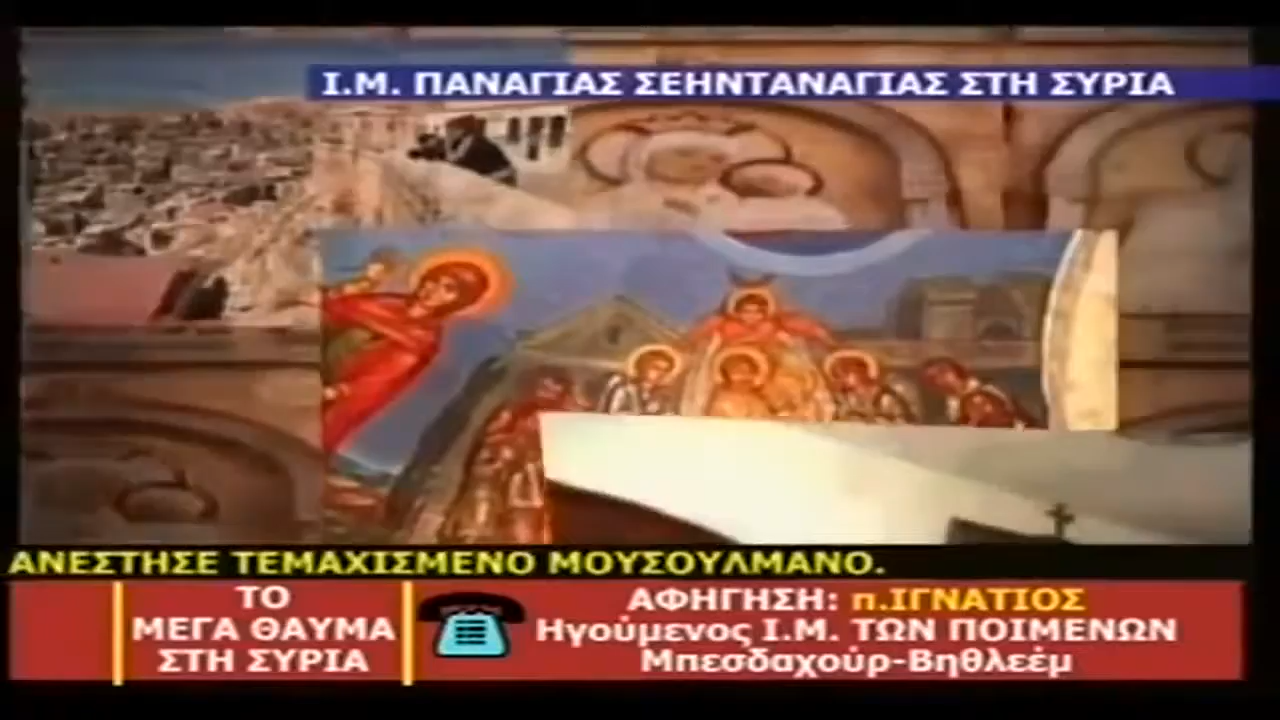 Ι.Μ. ΠΑΝΑΓΙΑΣ ΣΕΗΝΤΑΝΑΓΙΑΣ ΣΤΗ ΣΥΡΙΑ
ΑΝΕΣΤΗΣΕ ΤΕΜΑΧΙΣΜΕΝΟ ΜΟΥΣΟΥΛΜΑΝΟ.
ΤΟ
ΜΕΓΑ ΘΑΥΜΑ
ΣΤΗ ΣΥΡΙΑ
ΑΦΗΓΗΣΗ: π.ΙΓΝΑΤΙΟΣ
Ηγούμενος Ι.Μ. ΤΩΝ ΠΟΙΜΕΝΩΝ
Μπεσδαχούρ-Βηθλεέμ